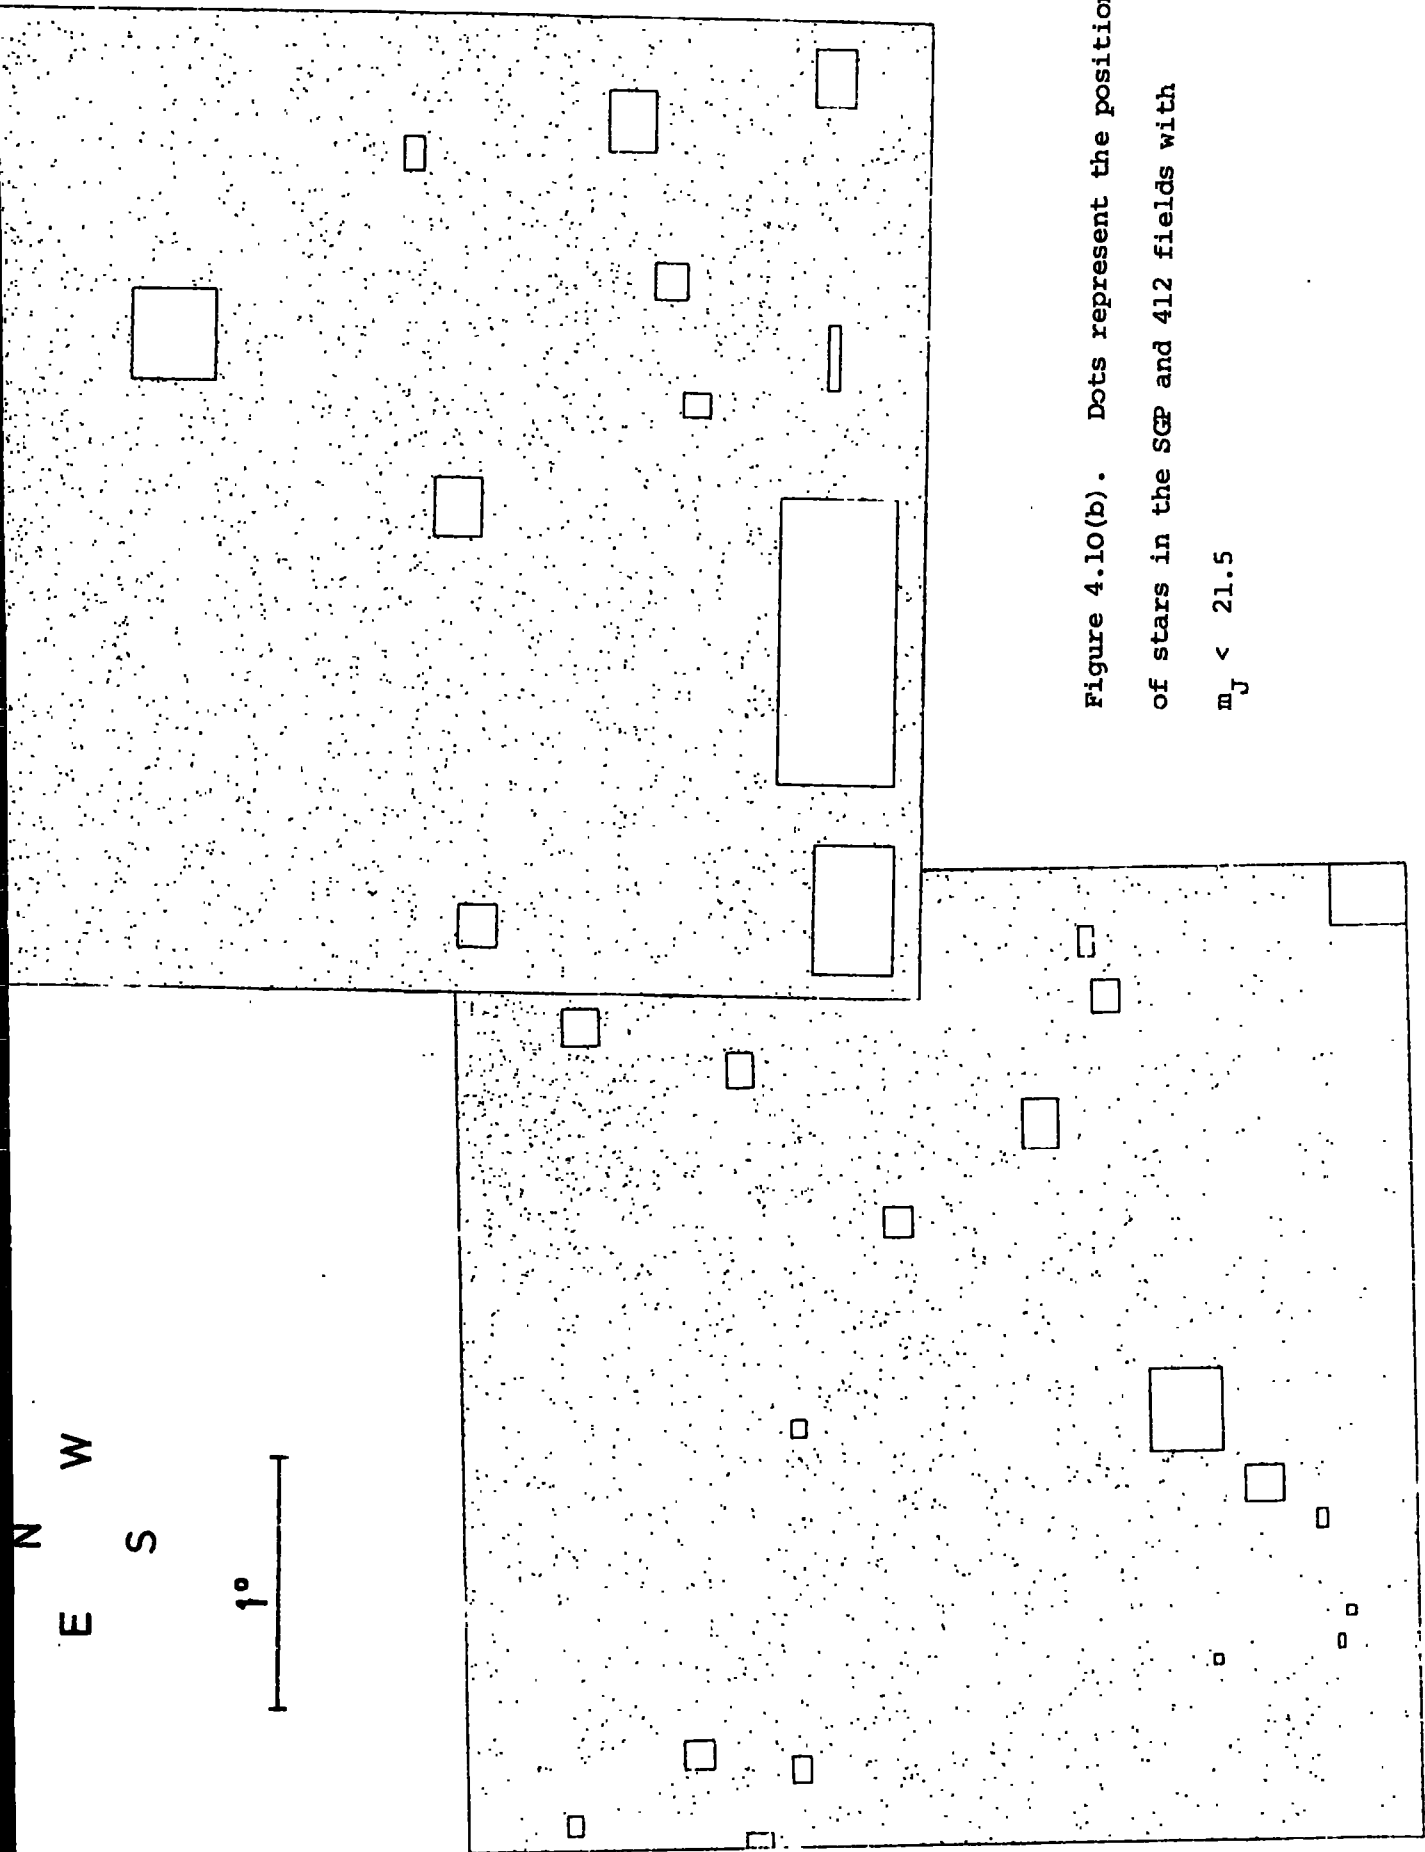 N
E W
S
1°
Figure 4.10(b). Dots represent the position
of stars in the SGP and 412 fields with
m_J < 21.5